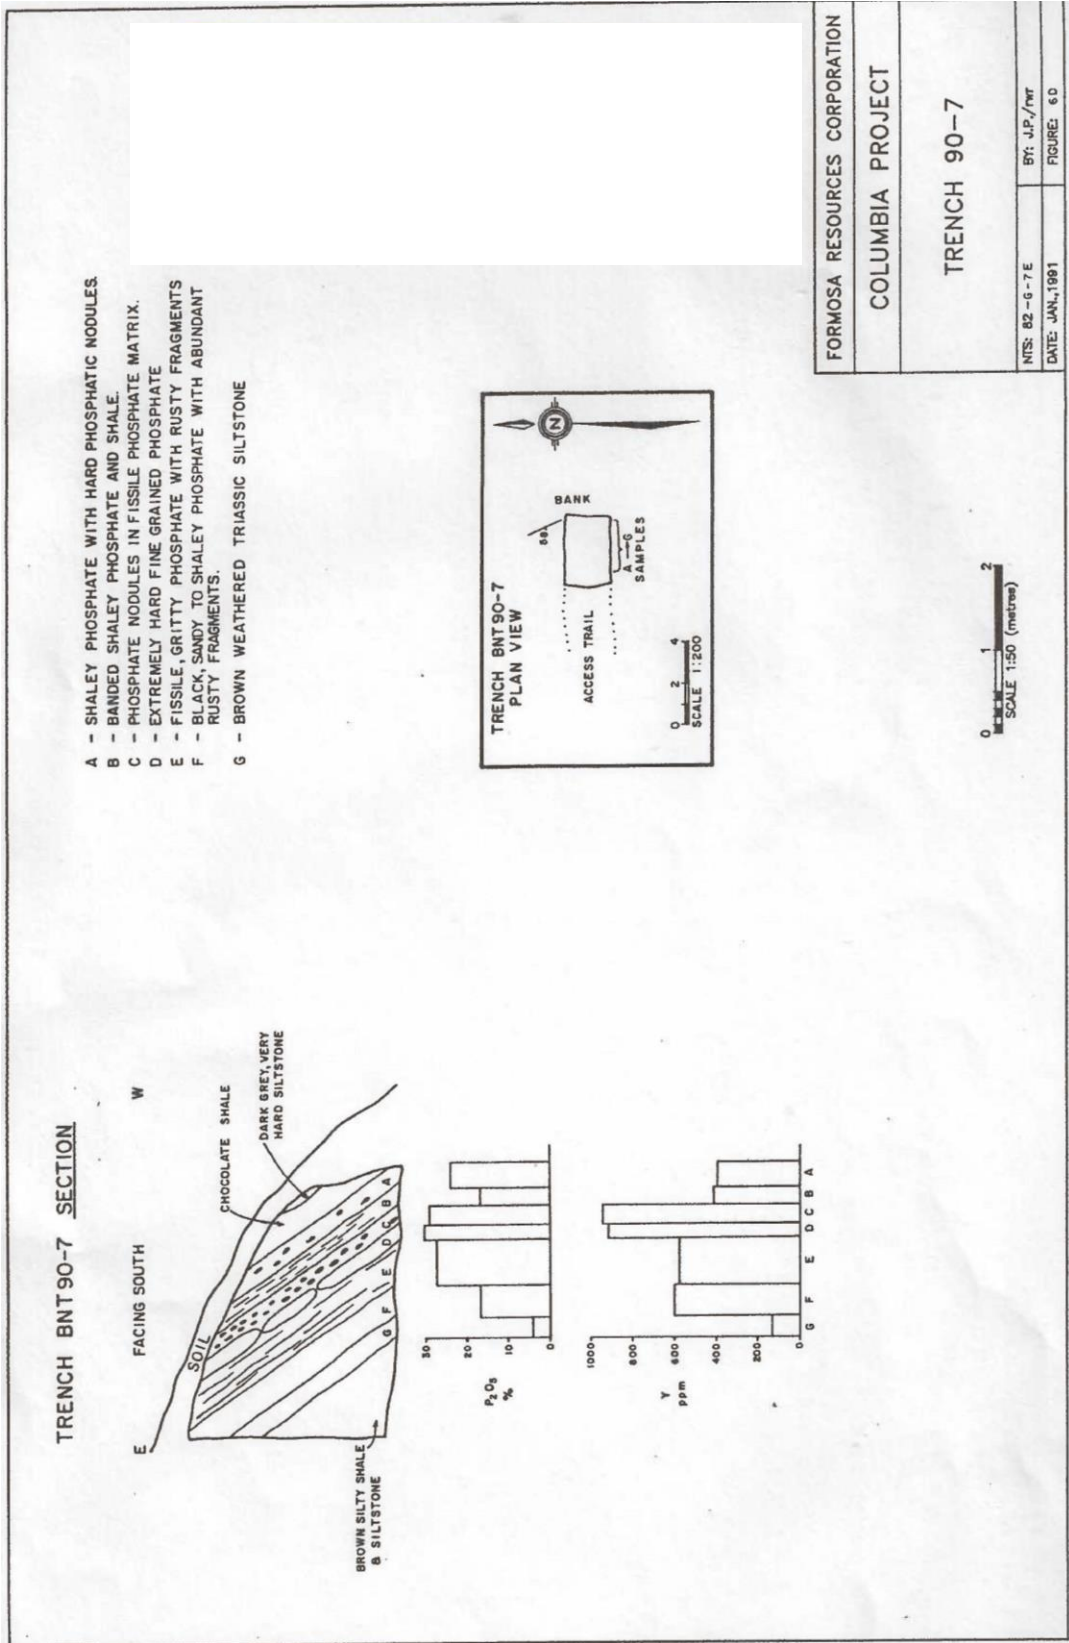 TRENCH BNT 90-7 SECTION
E
FACING SOUTH
W
SOIL
CHOCOLATE SHALE
DARK GREY, VERY
HARD SILTSTONE
BROWN SILTY SHALE
& SILTSTONE
G F E D C B A
P2O5
%
30
20
10
0
Y
ppm
1000
800
600
400
200
0
G F E D C B A
A - SHALEY PHOSPHATE WITH HARD PHOSPHATIC NODULES.
B - BANDED SHALEY PHOSPHATE AND SHALE.
C - PHOSPHATE NODULES IN FISSILE PHOSPHATE MATRIX.
D - EXTREMELY HARD FINE GRAINED PHOSPHATE
E - FISSILE, GRITTY PHOSPHATE WITH RUSTY FRAGMENTS
F - BLACK, SANDY TO SHALEY PHOSPHATE WITH ABUNDANT
RUSTY FRAGMENTS.
G - BROWN WEATHERED TRIASSIC SILTSTONE
TRENCH BNT 90-7
PLAN VIEW
BANK
ACCESS TRAIL
A → G
SAMPLES
N
0 2 4
SCALE 1:200
0 1 2
SCALE 1:50 (metres)
FORMOSA RESOURCES CORPORATION
COLUMBIA PROJECT
TRENCH 90-7
NTS: 82-G-7E
BY: J.P./rwt
DATE: JAN., 1991
FIGURE: 6D